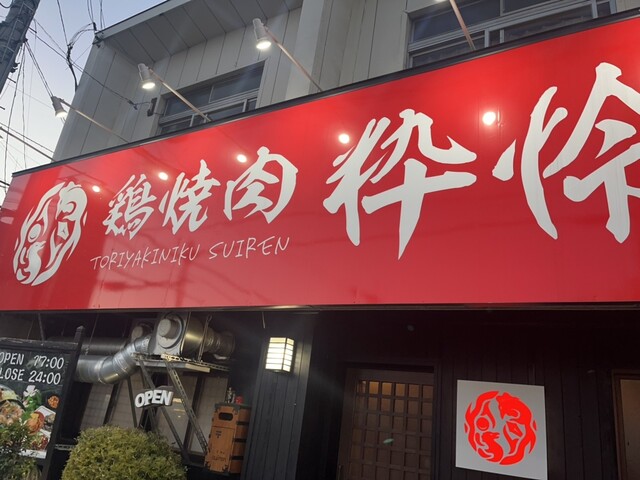 鶏焼肉 粋怜
TORIYAKINIKU SUIREN
OPEN 17:00
CLOSE 24:00
OPEN